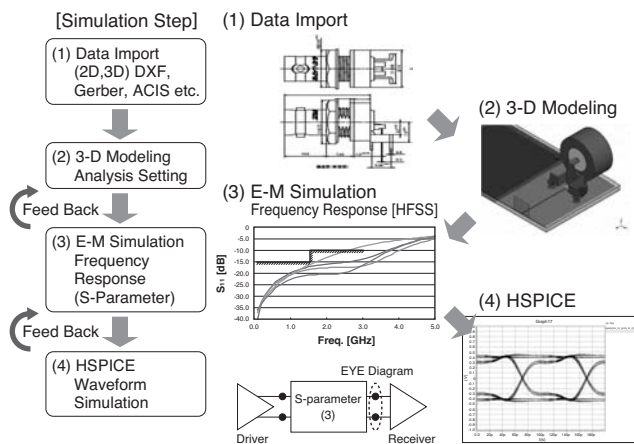 [Simulation Step]
(1) Data Import
(2D,3D) DXF,
Gerber, ACIS etc.
(2) 3-D Modeling
Analysis Setting
Feed Back
(3) E-M Simulation
Frequency
Response
(S-Parameter)
Feed Back
(4) HSPICE
Waveform
Simulation
(1) Data Import
(2) 3-D Modeling
(3) E-M Simulation
Frequency Response [HFSS]
S11 [dB]
0
-5.0
-10.0
-15.0
-20.0
-25.0
-30.0
-35.0
-40.0
0.0 1.0 2.0 3.0 4.0 5.0
Freq. [GHz]
(4) HSPICE
EYE Diagram
S-parameter
(3)
Driver
Receiver